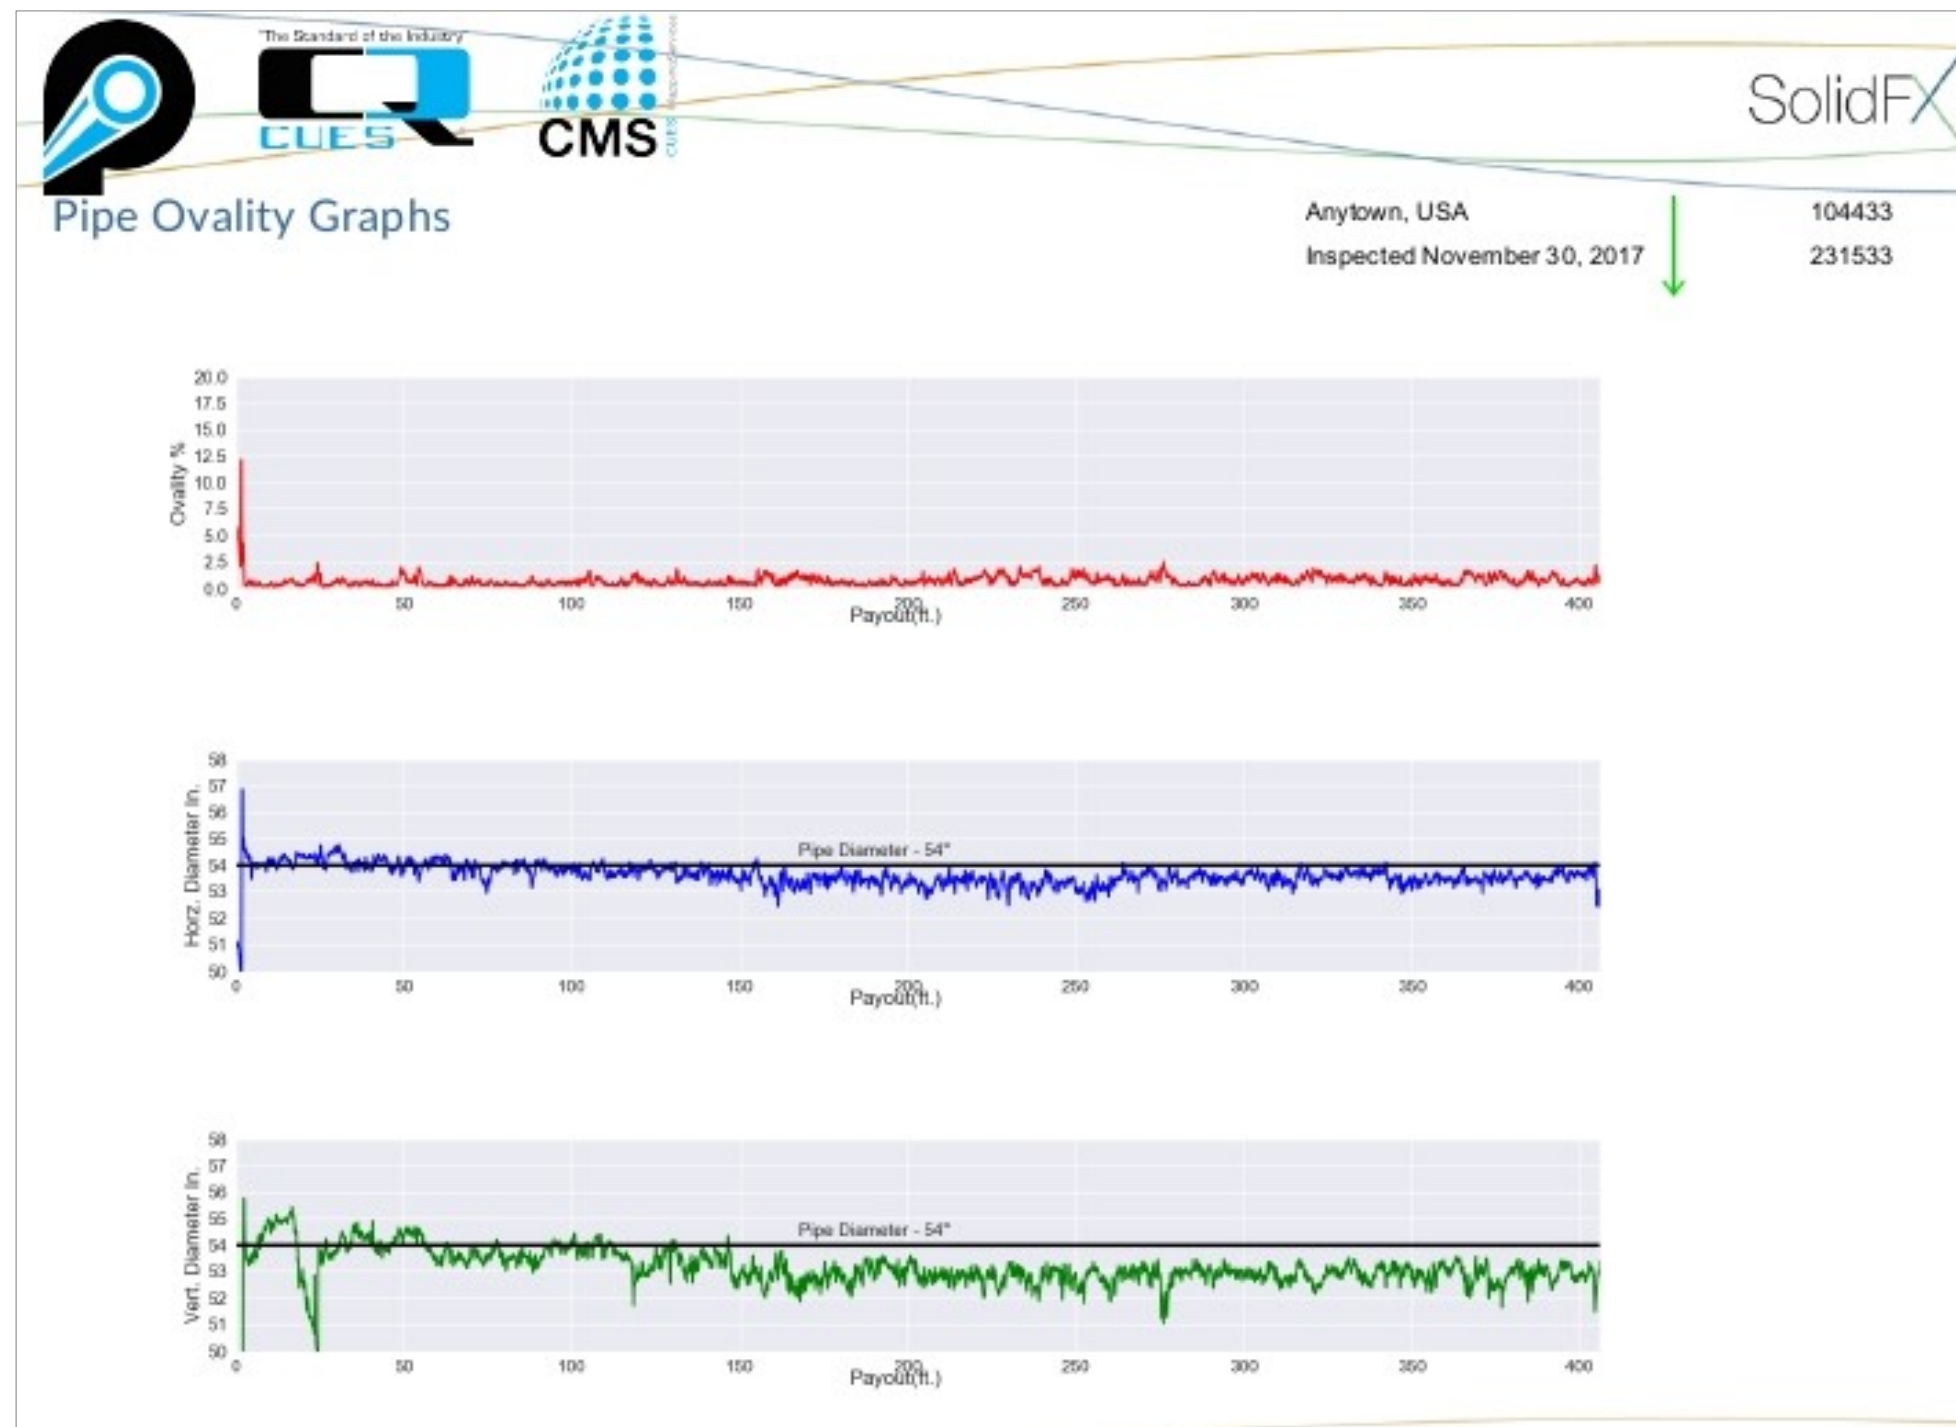 "The Standard of the Industry"
CUES
CMS
SolidFX
Pipe Ovality Graphs
Anytown, USA
104433
Inspected November 30, 2017
231533
Ovality %
20.0
17.5
15.0
12.5
10.0
7.5
5.0
2.5
0.0
0 50 100 150 200 250 300 350 400
Payout(ft.)
Horz. Diameter In.
58
57
56
55
54
53
52
51
50
Pipe Diameter - 54"
0 50 100 150 200 250 300 350 400
Payout(ft.)
Vert. Diameter In.
58
57
56
55
54
53
52
51
50
Pipe Diameter - 54"
0 50 100 150 200 250 300 350 400
Payout(ft.)